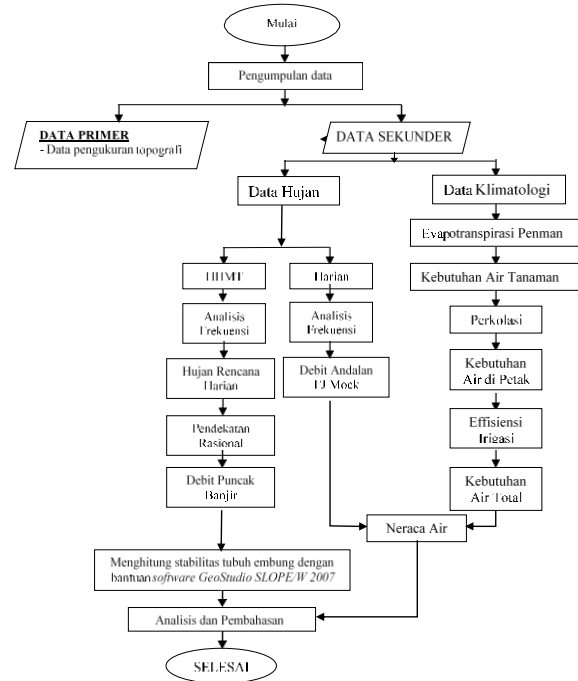 Mulai
Pengumpulan data
DATA PRIMER
- Data pengukuran topografi
DATA SEKUNDER
Data Hujan
Data Klimatologi
Evapotranspirasi Penman
HHMT
Harian
Kebutuhan Air Tanaman
Analisis
Frekuensi
Analisis
Frekuensi
Perkolasi
Hujan Rencana
Harian
Debit Andalan
FJ Mock
Kebutuhan
Air di Petak
Pendekatan
Rasional
Effisiensi
Irigasi
Debit Puncak
Banjir
Kebutuhan
Air Total
Neraca Air
Menghitung stabilitas tubuh embung dengan
bantuan software GeoStudio SLOPE/W 2007
Analisis dan Pembahasan
SELESAI